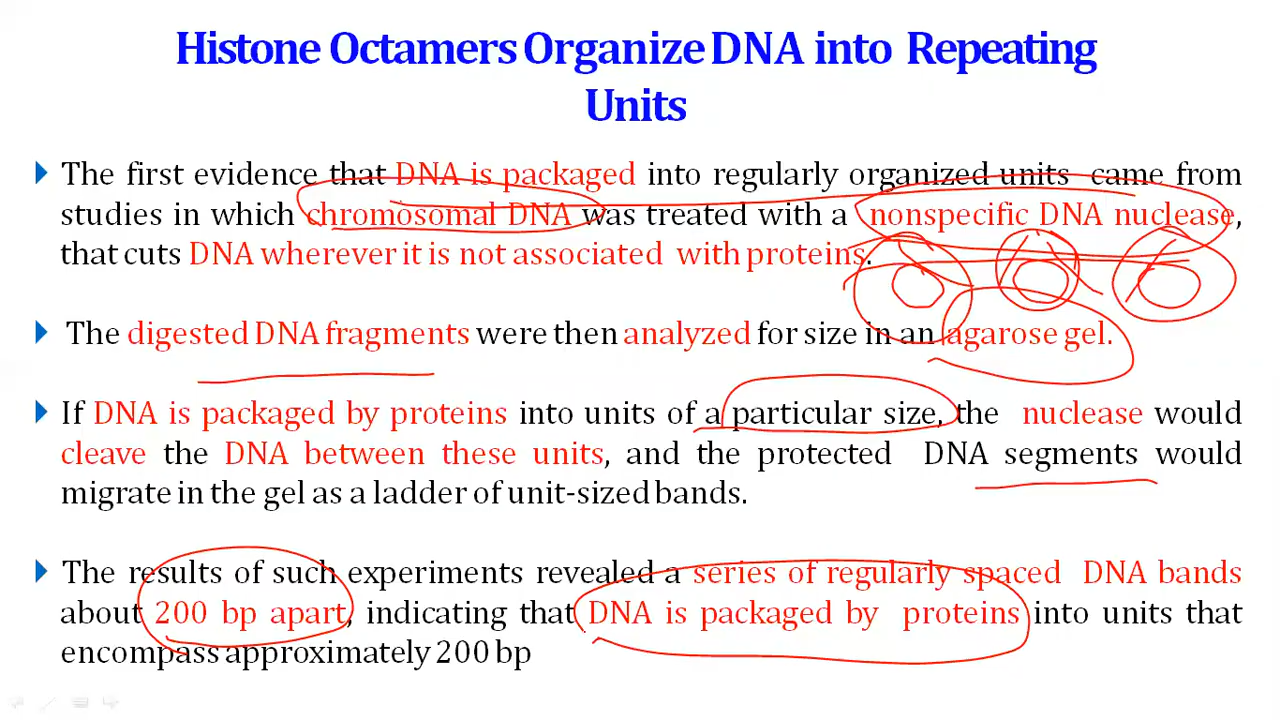 Histone Octamers Organize DNA into Repeating
Units
The first evidence that DNA is packaged into regularly organized units came from
studies in which chromosomal DNA was treated with a nonspecific DNA nuclease,
that cuts DNA wherever it is not associated with proteins.
The digested DNA fragments were then analyzed for size in an agarose gel.
If DNA is packaged by proteins into units of a particular size, the nuclease would
cleave the DNA between these units, and the protected DNA segments would
migrate in the gel as a ladder of unit-sized bands.
The results of such experiments revealed a series of regularly spaced DNA bands
about 200 bp apart, indicating that DNA is packaged by proteins into units that
encompass approximately 200 bp